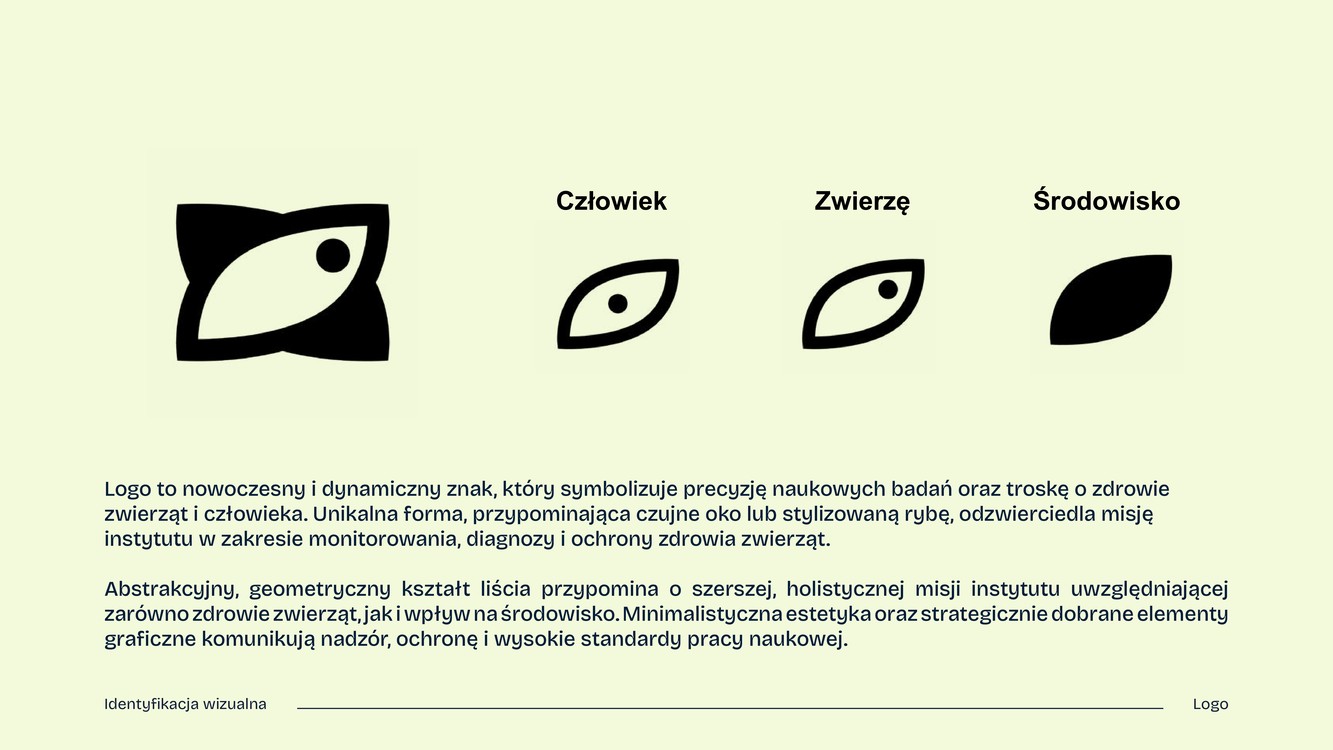 Człowiek
Zwierzę
Środowisko
Logo to nowoczesny i dynamiczny znak, który symbolizuje precyzję naukowych badań oraz troskę o zdrowie
zwierząt i człowieka. Unikalna forma, przypominająca czujne oko lub stylizowaną rybę, odzwierciedla misję
instytutu w zakresie monitorowania, diagnozy i ochrony zdrowia zwierząt.
Abstrakcyjny, geometryczny kształt liścia przypomina o szerszej, holistycznej misji instytutu uwzględniającej
zarówno zdrowie zwierząt, jak i wpływ na środowisko. Minimalistyczna estetyka oraz strategicznie dobrane elementy
graficzne komunikują nadzór, ochronę i wysokie standardy pracy naukowej.
Identyfikacja wizualna
Logo